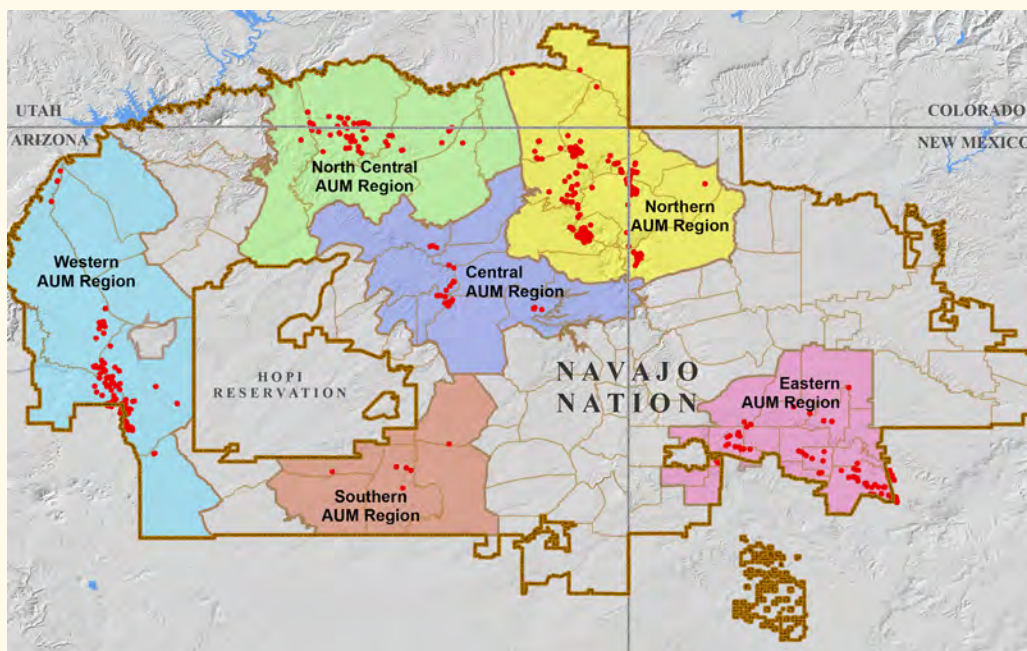 UTAH
ARIZONA
COLORADO
NEW MEXICO
North Central
AUM Region
Northern
AUM Region
Western
AUM Region
Central
AUM Region
HOPI
RESERVATION
NAVAJO
NATION
Eastern
AUM Region
Southern
AUM Region